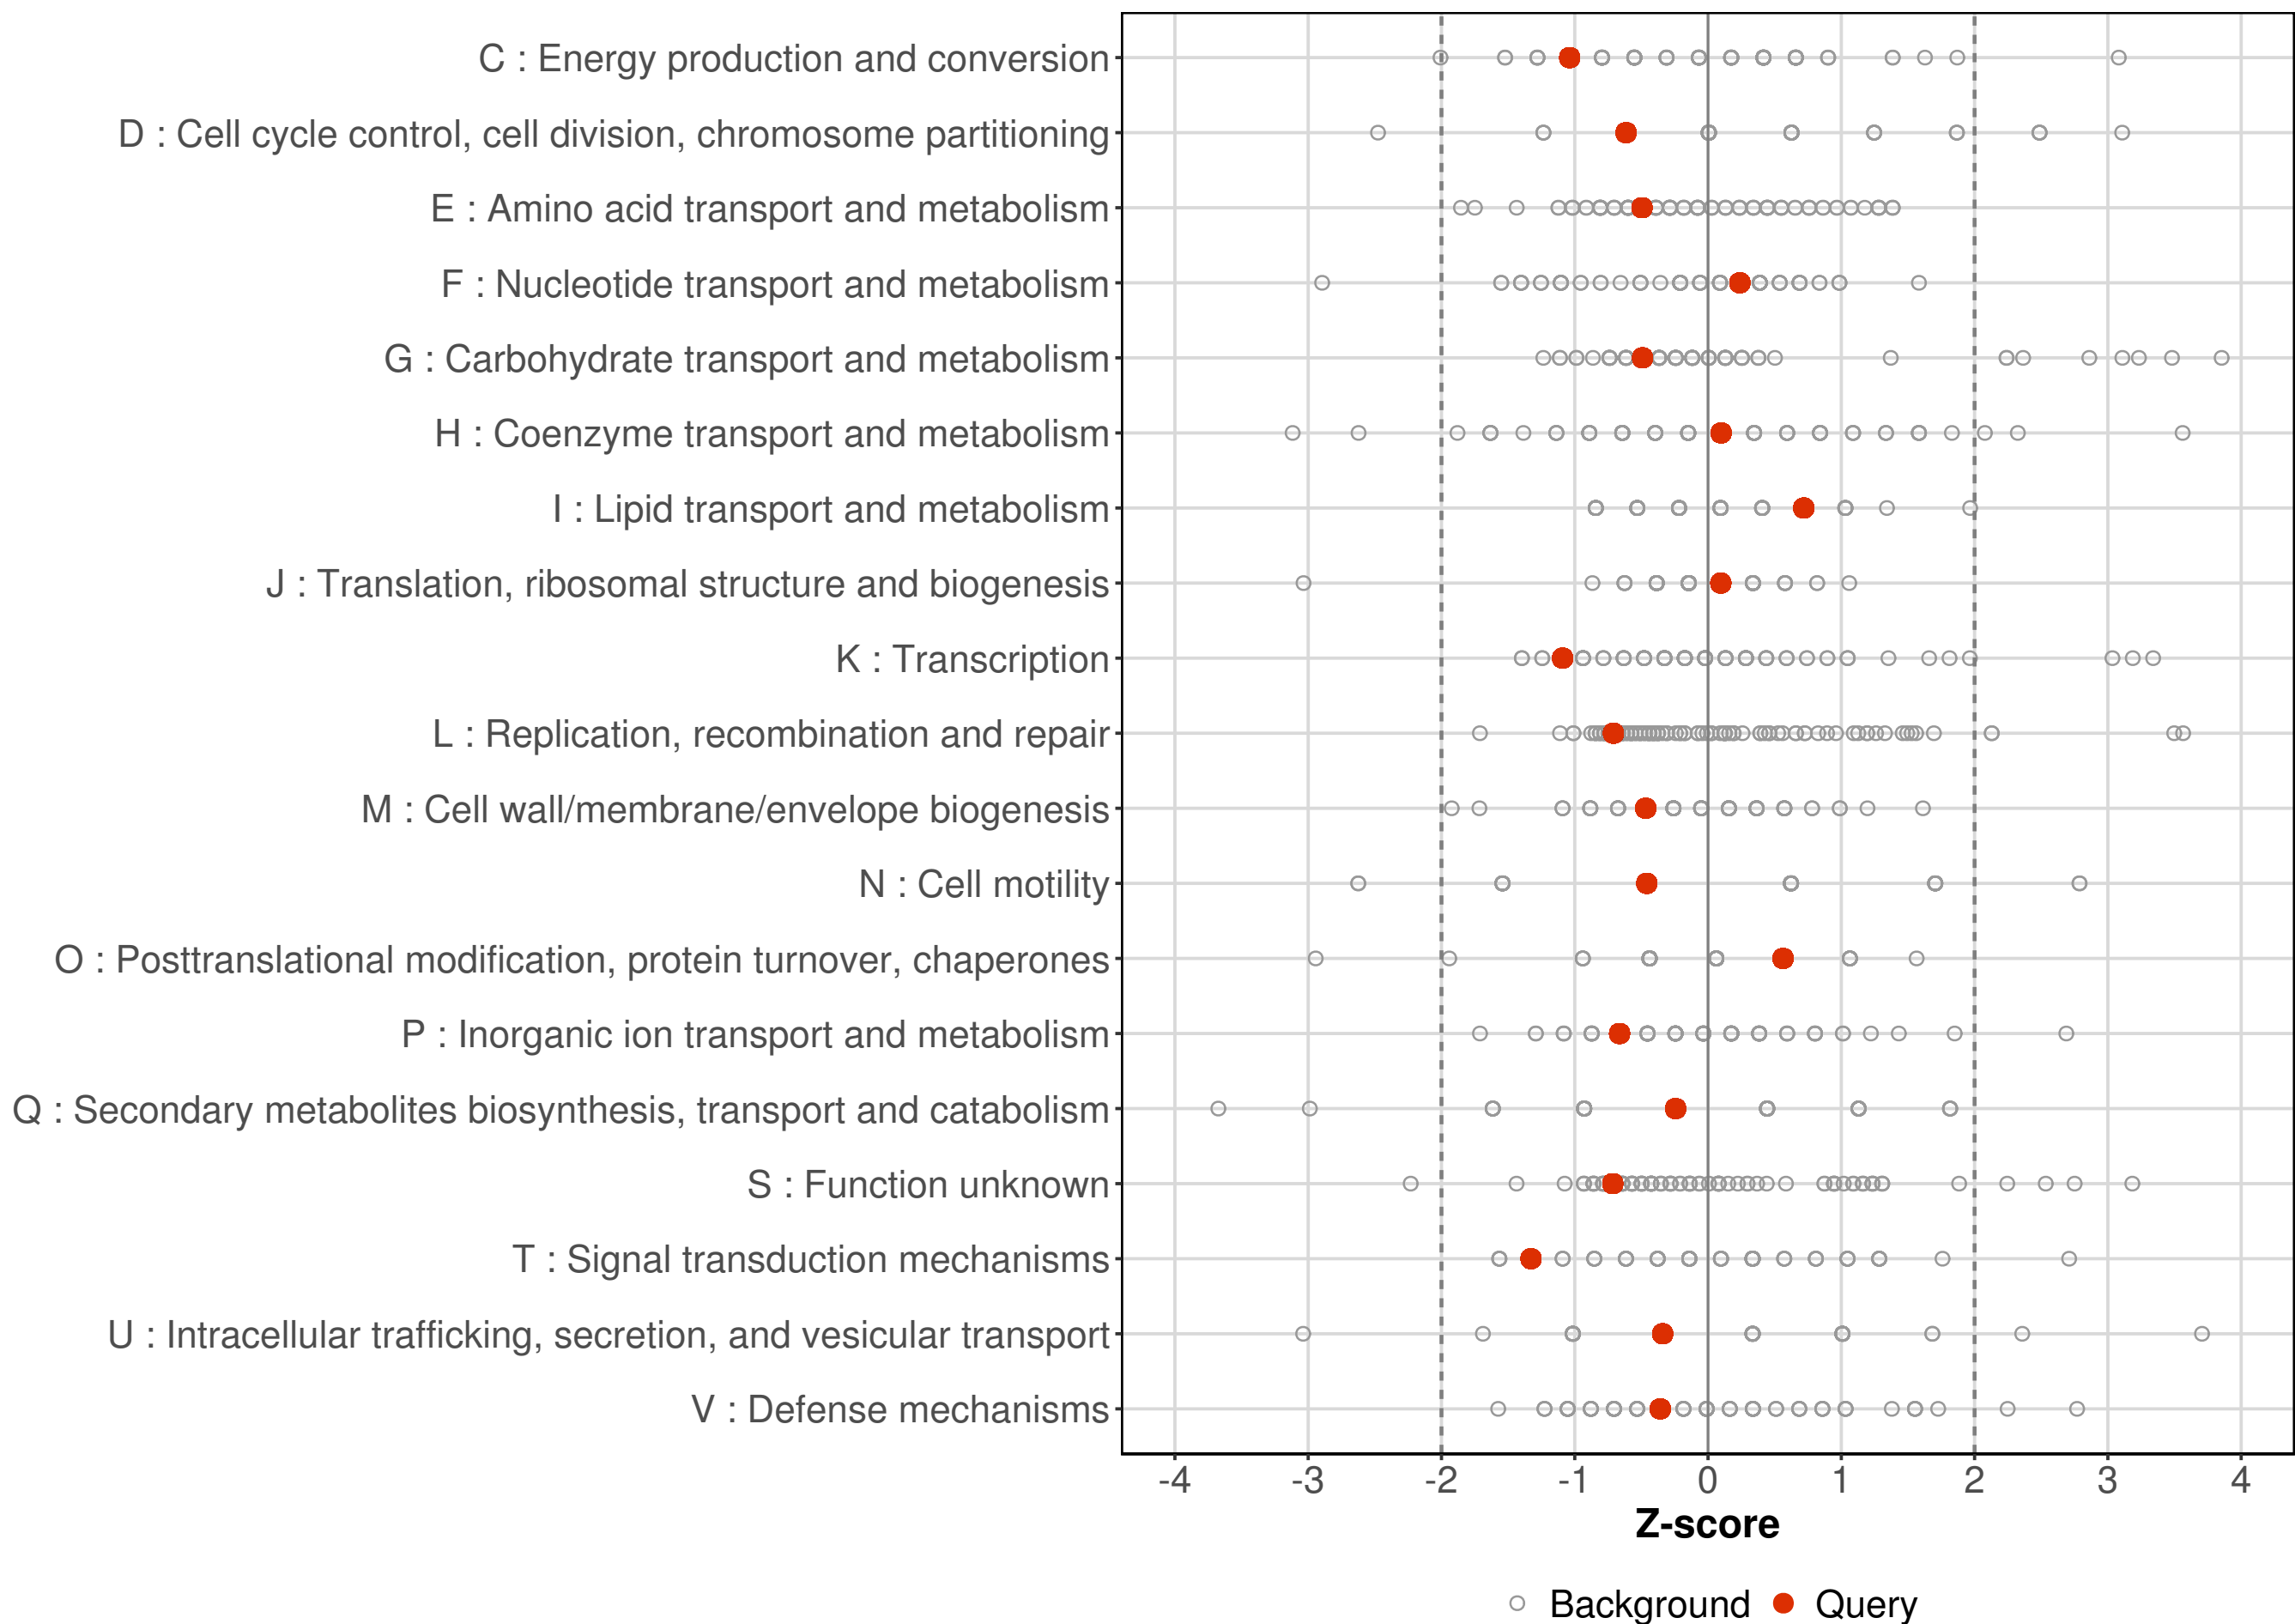 C : Energy production and conversion
D : Cell cycle control, cell division, chromosome partitioning
E : Amino acid transport and metabolism
F : Nucleotide transport and metabolism
G : Carbohydrate transport and metabolism
H : Coenzyme transport and metabolism
I : Lipid transport and metabolism
J : Translation, ribosomal structure and biogenesis
K : Transcription
L : Replication, recombination and repair
M : Cell wall/membrane/envelope biogenesis
N : Cell motility
O : Posttranslational modification, protein turnover, chaperones
P : Inorganic ion transport and metabolism
Q : Secondary metabolites biosynthesis, transport and catabolism
S : Function unknown
T : Signal transduction mechanisms
U : Intracellular trafficking, secretion, and vesicular transport
V : Defense mechanisms
-4 -3 -2 -1 0 1 2 3 4
Z-score
Background Query